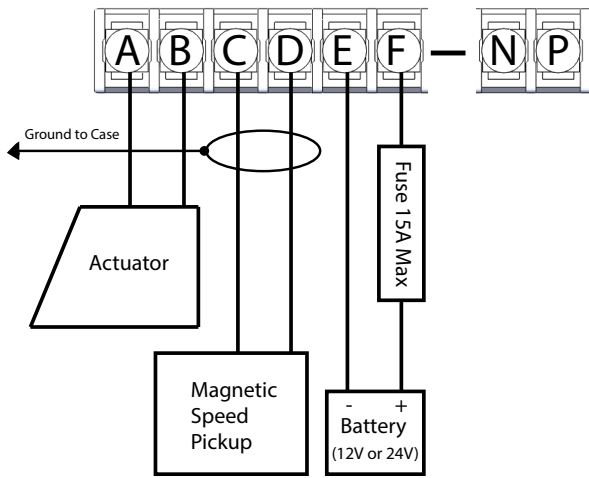 A B C D E F — N P
Ground to Case
Fuse 15A Max
Actuator
Magnetic
Speed
Pickup
- +
Battery
(12V or 24V)